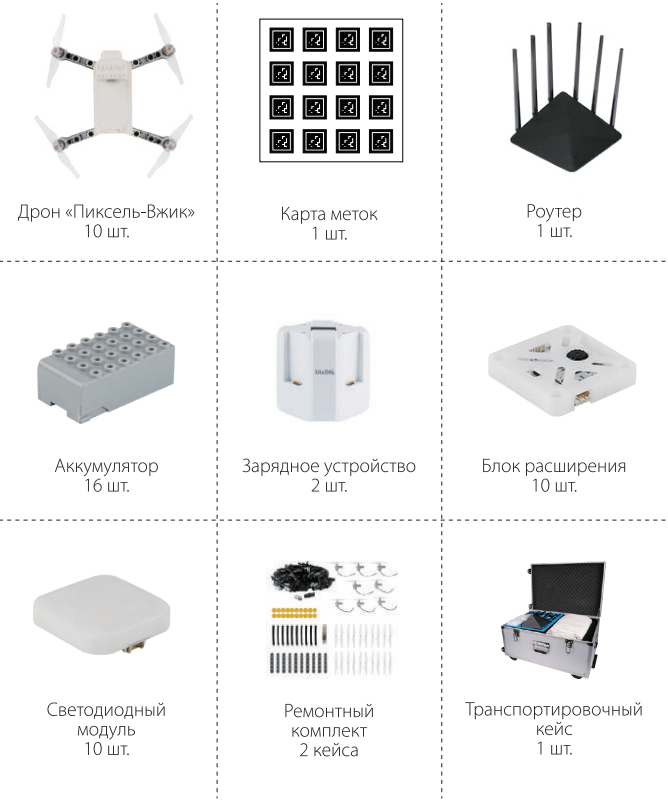 Дрон «Пиксель-Вжик»
10 шт.
Карта меток
1 шт.
Роутер
1 шт.
Аккумулятор
16 шт.
Зарядное устройство
2 шт.
Блок расширения
10 шт.
Светодиодный
модуль
10 шт.
Ремонтный
комплект
2 кейса
Транспортировочный
кейс
1 шт.